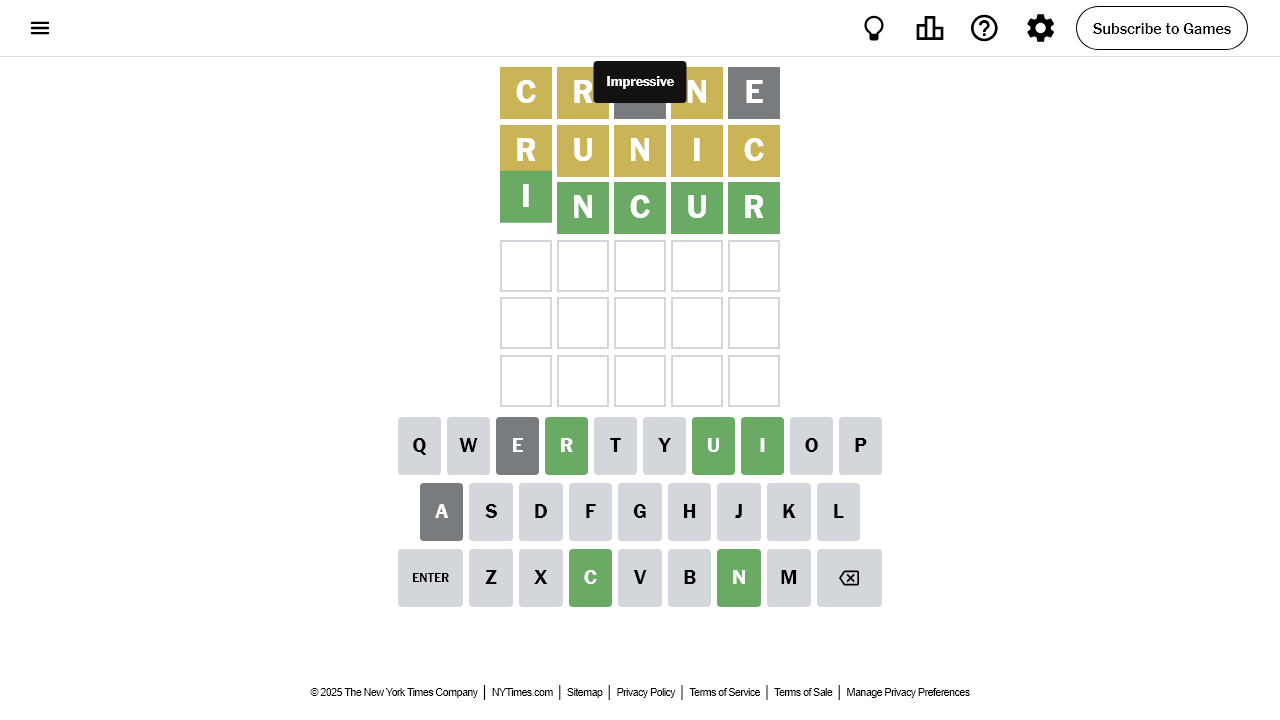 Subscribe to Games
Impressive
C R N E
R U N I C
I N C U R
Q W E R T Y U I O P
A S D F G H J K L
ENTER Z X C V B N M
© 2025 The New York Times Company | NYTimes.com | Sitemap | Privacy Policy | Terms of Service | Terms of Sale | Manage Privacy Preferences